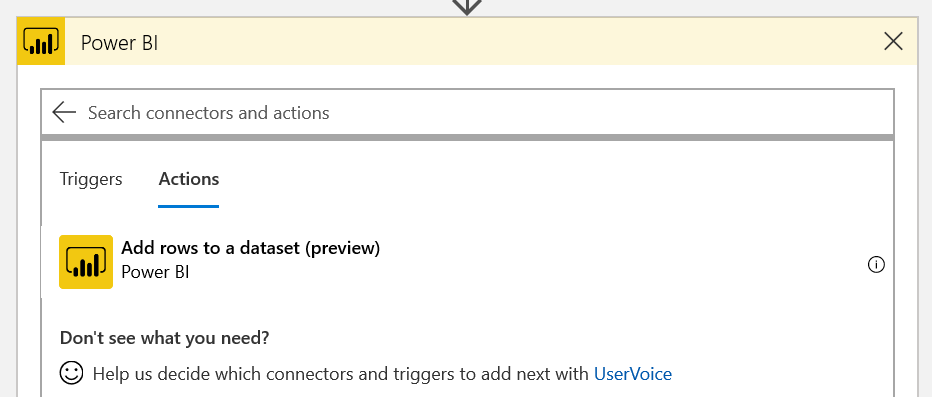 Power BI
Search connectors and actions
Triggers Actions
Add rows to a dataset (preview)
Power BI
Don't see what you need?
Help us decide which connectors and triggers to add next with UserVoice